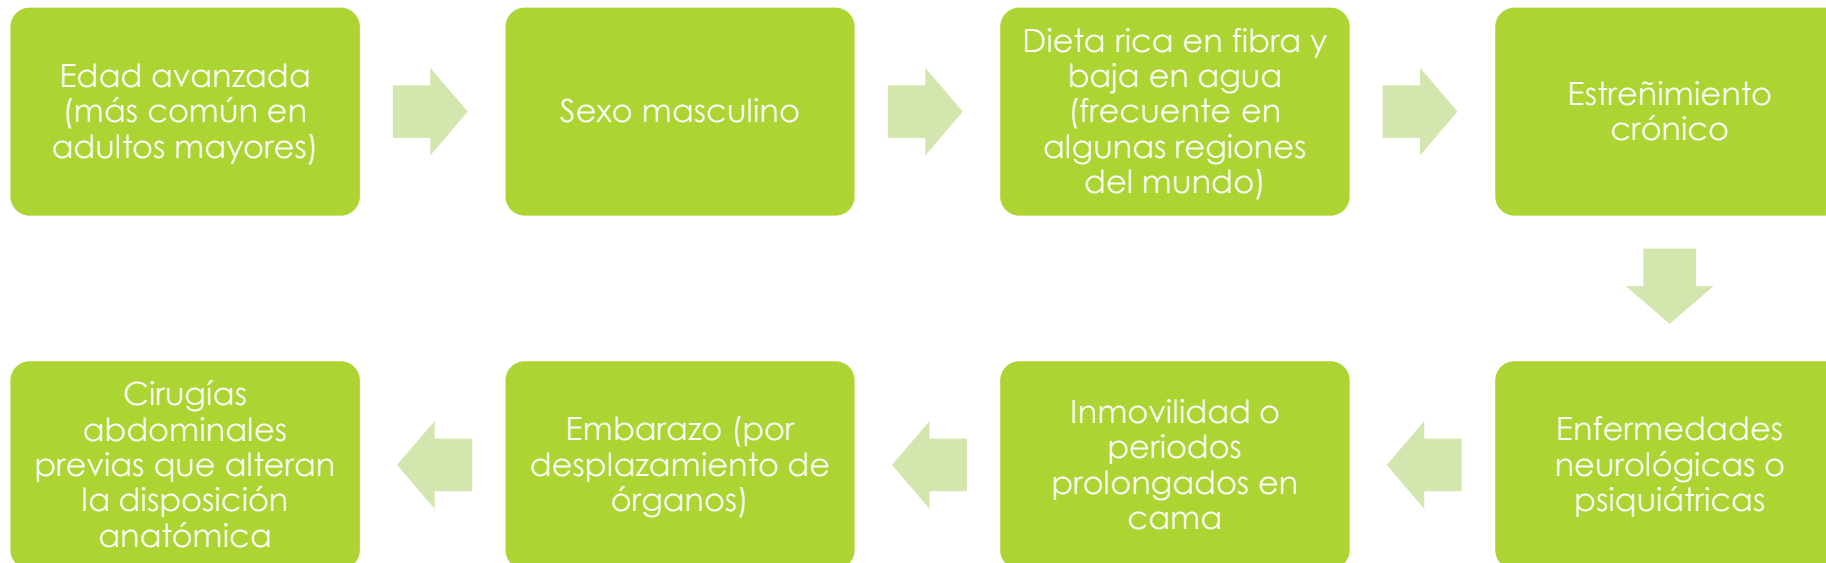 Edad avanzada
(más común en
adultos mayores)
Sexo masculino
Dieta rica en fibra y
baja en agua
(frecuente en
algunas regiones
del mundo)
Estreñimiento
crónico
Enfermedades
neurológicas o
psiquiátricas
Inmovilidad o
periodos
prolongados en
cama
Embarazo (por
desplazamiento de
órganos)
Cirugías
abdominales
previas que alteran
la disposición
anatómica